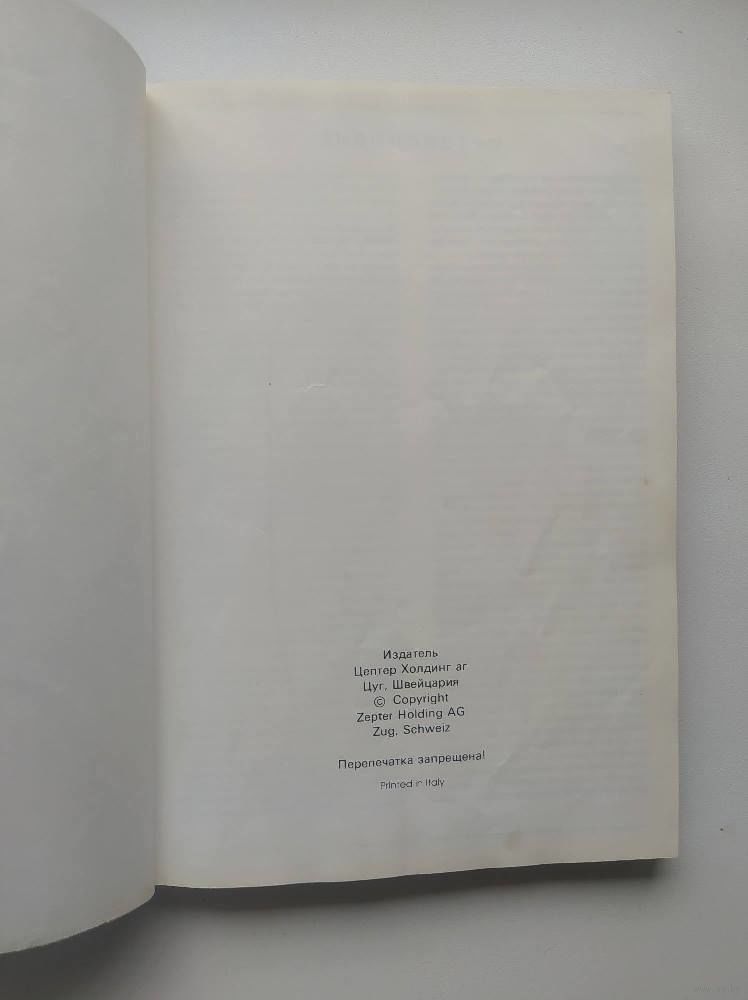 Издатель
Цептер Холдинг аг
Цуг, Швейцария
© Copyright
Zepter Holding AG
Zug, Schweiz
Перепечатка запрещена!
Printed in Italy